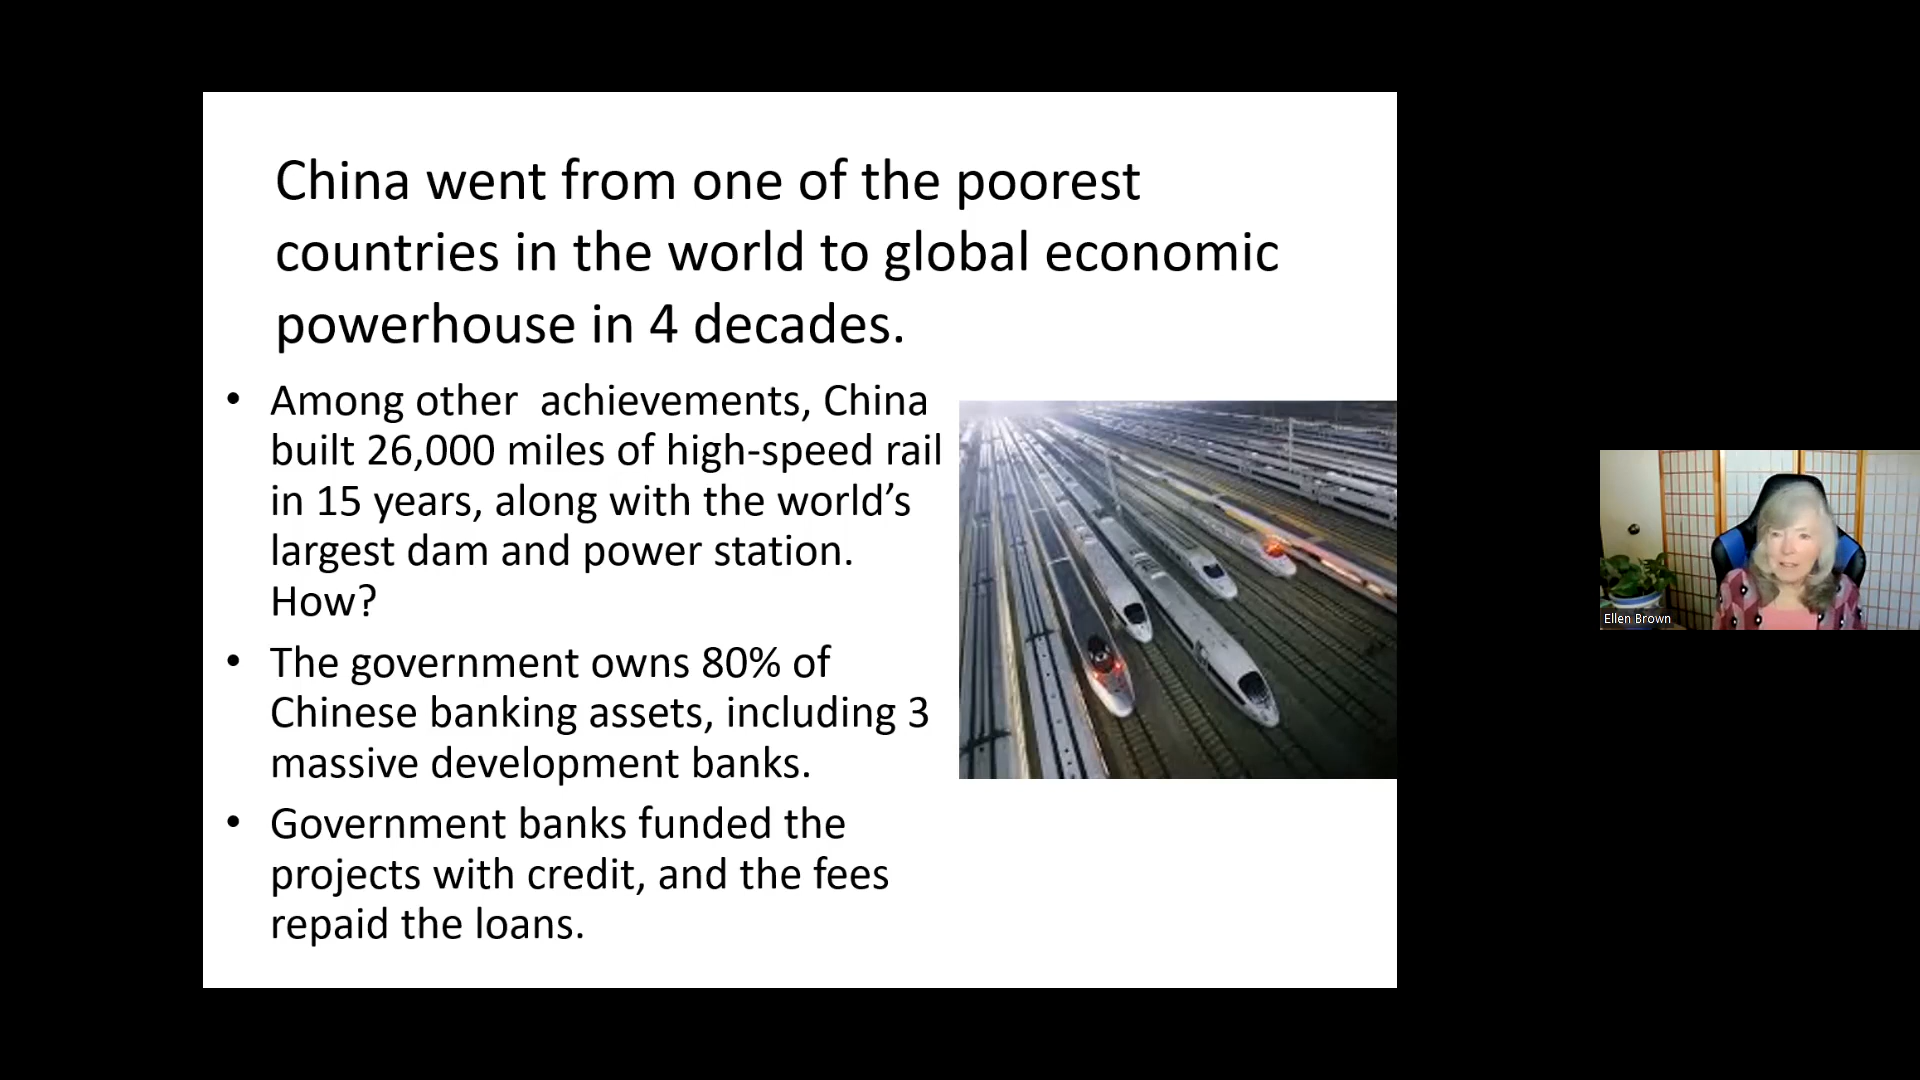 China went from one of the poorest
countries in the world to global economic
powerhouse in 4 decades.
• Among other  achievements, China
built 26,000 miles of high-speed rail
in 15 years, along with the world’s
largest dam and power station.
How?
• The government owns 80% of
Chinese banking assets, including 3
massive development banks.
• Government banks funded the
projects with credit, and the fees
repaid the loans.
Ellen Brown